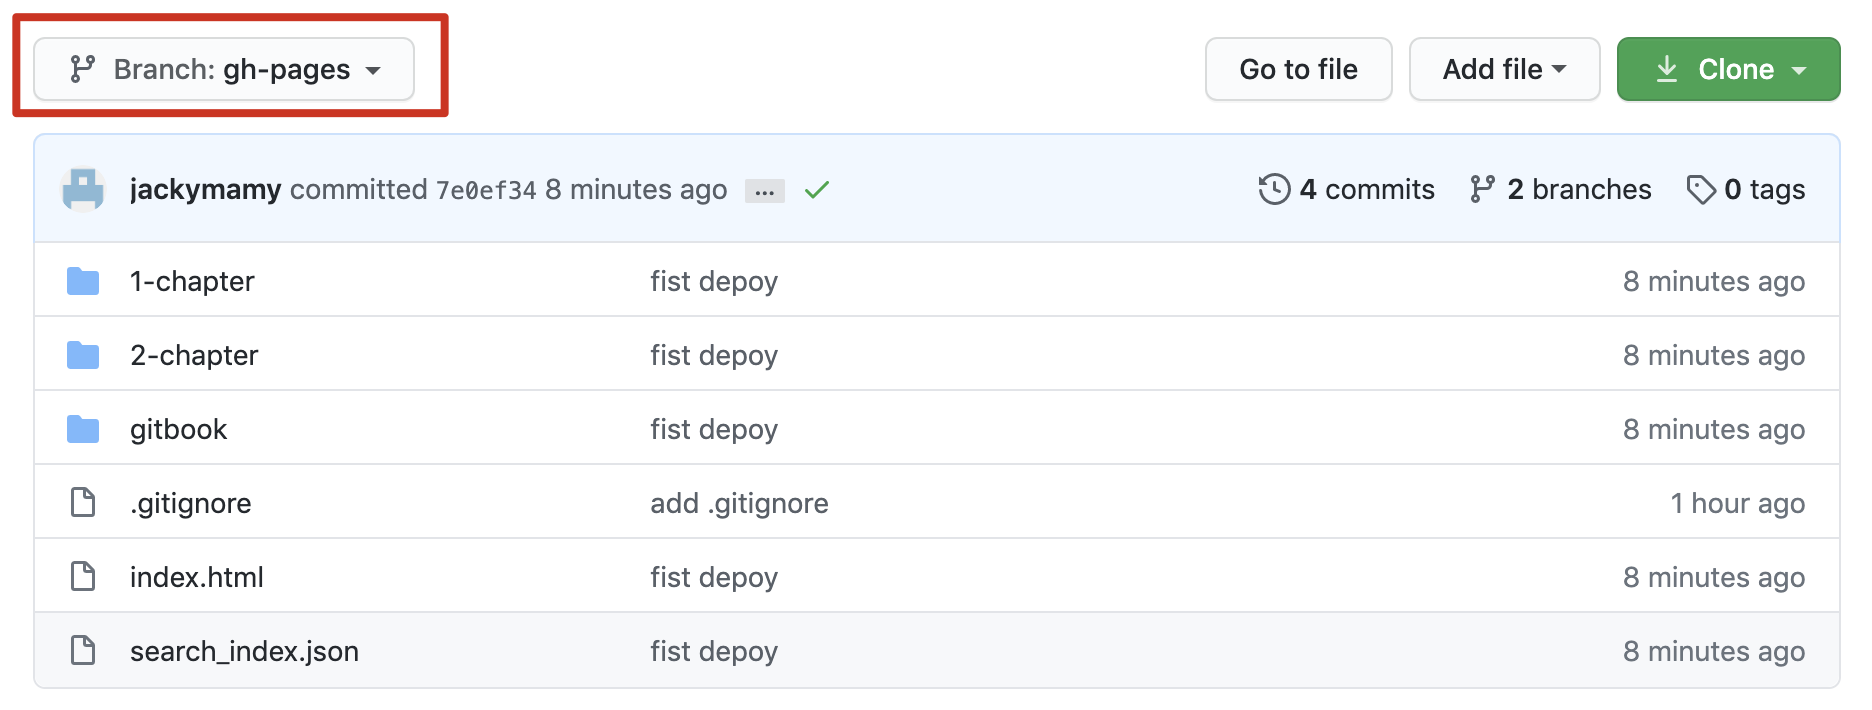 Branch: gh-pages Go to file Add file Clone
jackymamy committed 7e0ef34 8 minutes ago ... 4 commits 2 branches 0 tags
1-chapter fist depoy 8 minutes ago
2-chapter fist depoy 8 minutes ago
gitbook fist depoy 8 minutes ago
.gitignore add .gitignore 1 hour ago
index.html fist depoy 8 minutes ago
search_index.json fist depoy 8 minutes ago